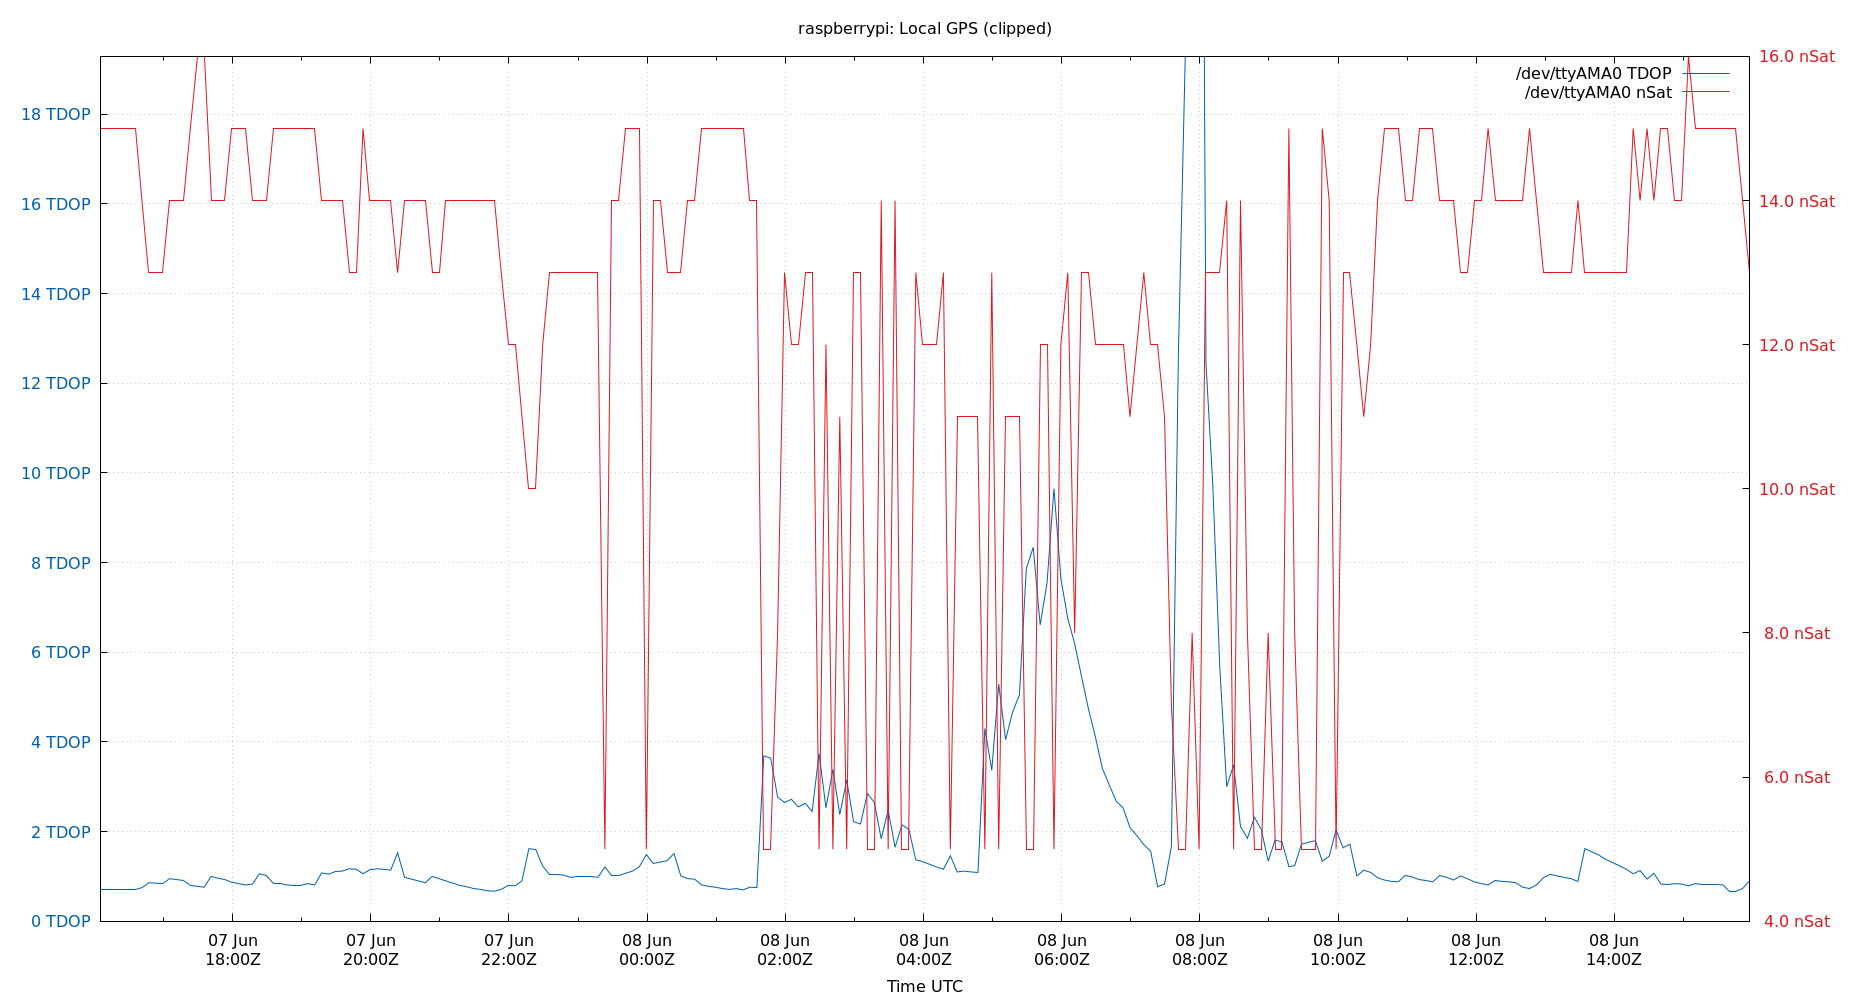 raspberrypi: Local GPS (clipped)
/dev/ttyAMA0 TDOP
/dev/ttyAMA0 nSat
18 TDOP
16 TDOP
14 TDOP
12 TDOP
10 TDOP
8 TDOP
6 TDOP
4 TDOP
2 TDOP
0 TDOP
16.0 nSat
14.0 nSat
12.0 nSat
10.0 nSat
8.0 nSat
6.0 nSat
4.0 nSat
07 Jun
18:00Z
07 Jun
20:00Z
07 Jun
22:00Z
08 Jun
00:00Z
08 Jun
02:00Z
08 Jun
04:00Z
08 Jun
06:00Z
08 Jun
08:00Z
08 Jun
10:00Z
08 Jun
12:00Z
08 Jun
14:00Z
Time UTC